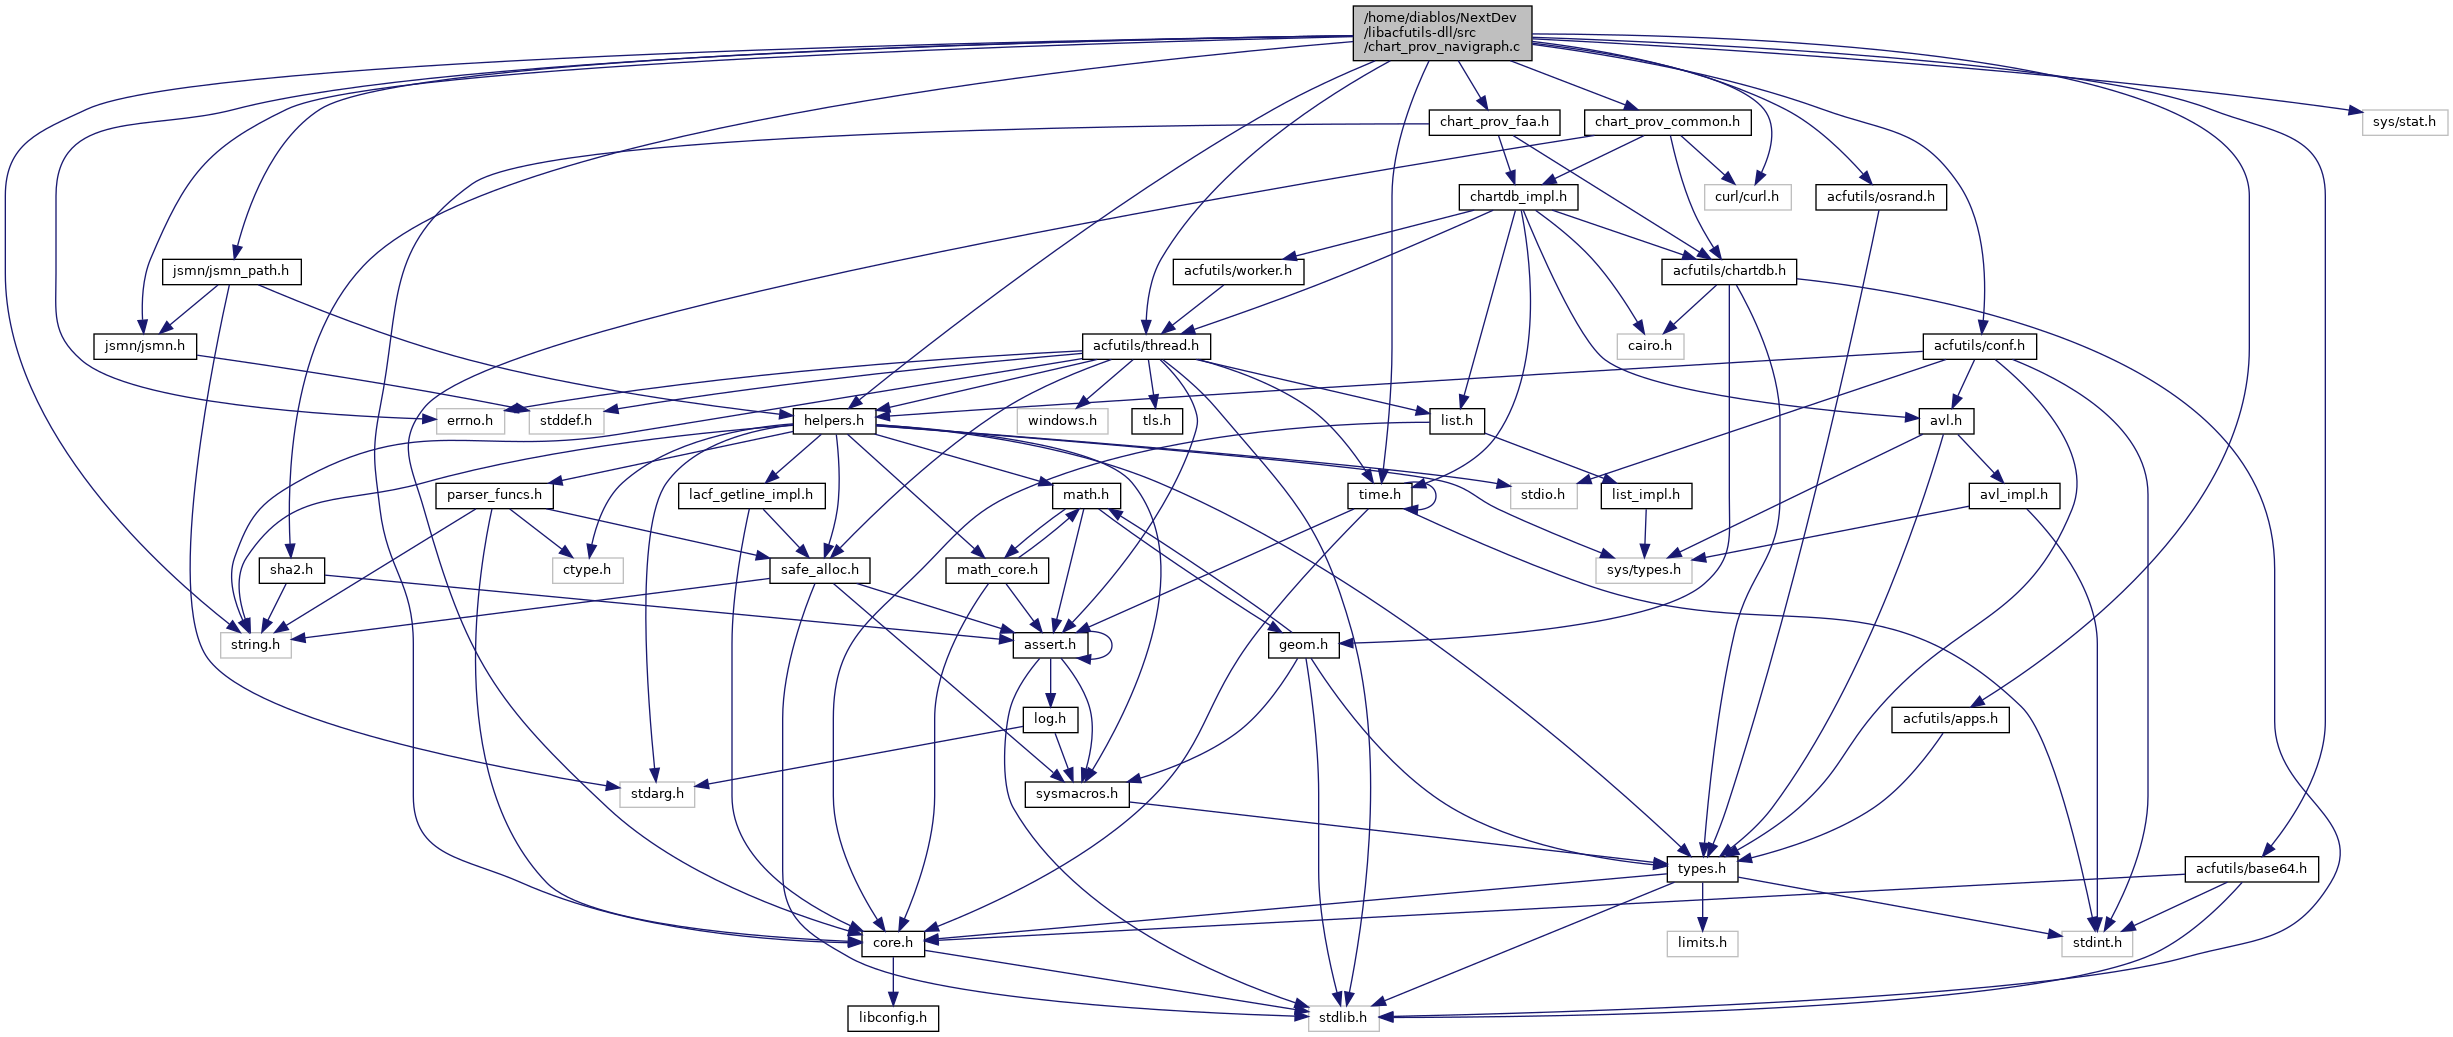 /home/diablos/NextDev
/libacfutils-dll/src
/chart_prov_navigraph.c
chart_prov_faa.h
chart_prov_common.h
sys/stat.h
chartdb_impl.h
curl/curl.h
acfutils/osrand.h
jsmn/jsmn_path.h
acfutils/worker.h
acfutils/chartdb.h
jsmn/jsmn.h
acfutils/thread.h
cairo.h
acfutils/conf.h
errno.h
stddef.h
helpers.h
windows.h
tls.h
list.h
avl.h
parser_funcs.h
lacf_getline_impl.h
math.h
time.h
stdio.h
list_impl.h
avl_impl.h
sha2.h
ctype.h
safe_alloc.h
math_core.h
sys/types.h
string.h
assert.h
geom.h
log.h
acfutils/apps.h
stdarg.h
sysmacros.h
types.h
acfutils/base64.h
core.h
limits.h
stdint.h
libconfig.h
stdlib.h